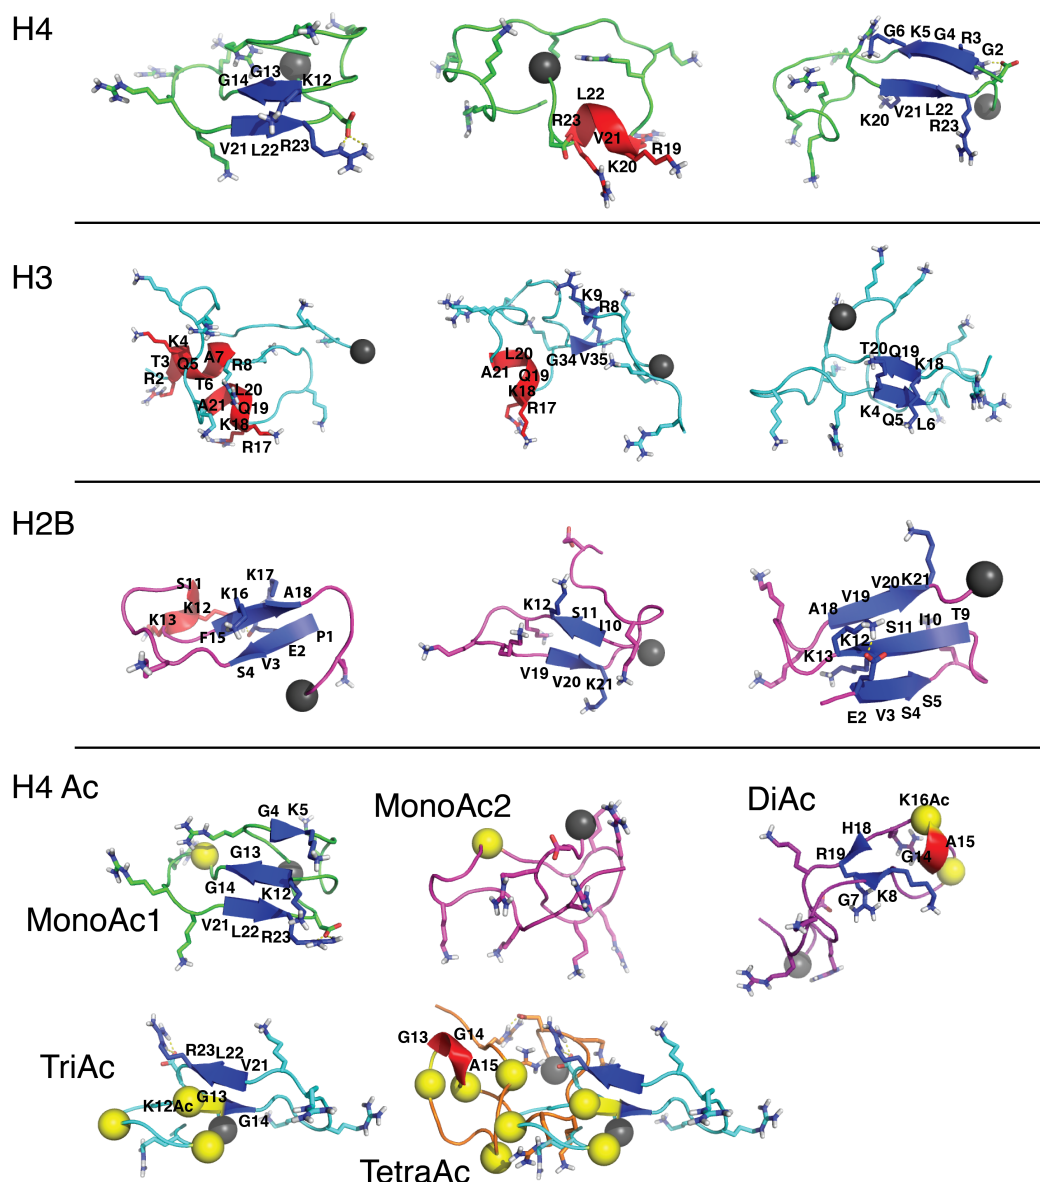 H4
G14 G13 K12
V21 L22 R23
L22
R23 V21 R19
K20
G6 K5 G4 R3
G2
K20 V21 L22
R23
H3
K4
T3 Q5 A7
R2 T6 R8
L20
A21 Q19
K18
R17
K9
R8
L20 G34 V35
A21 Q19
K18
R17
T20 Q19
K18
K4
Q5 L6
H2B
S11 K17
K16 A18
K12
K13
F15 P1
E2
S4 V3
K12 S11
I10
V19 V20
K21
V20 K21
V19
A18 T9
S11 I10
K12
K13
E2 V3 S4 S5
H4 Ac
MonoAc1
G4 K5
G13
G14
K12
V21 L22 R23
MonoAc2
DiAc
K16Ac
H18 A15
R19 G14
G7 K8
TriAc
R23 L22
V21
K12Ac G13
G14
G13 G14
A15
TetraAc